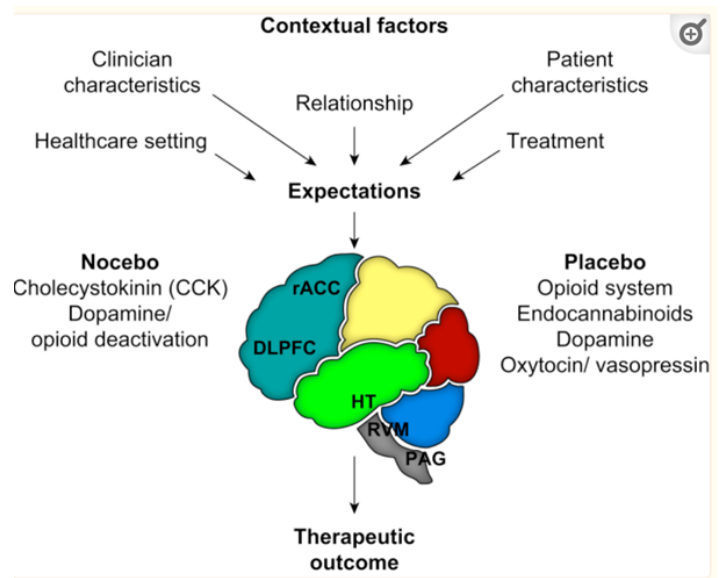 Contextual factors
Clinician
characteristics
Patient
characteristics
Relationship
Healthcare setting
Treatment
Expectations
Nocebo
Cholecystokinin (CCK)
Dopamine/
opioid deactivation
Placebo
Opioid system
Endocannabinoids
Dopamine
Oxytocin/ vasopressin
rACC
DLPFC
HT
RVM
PAG
Therapeutic
outcome